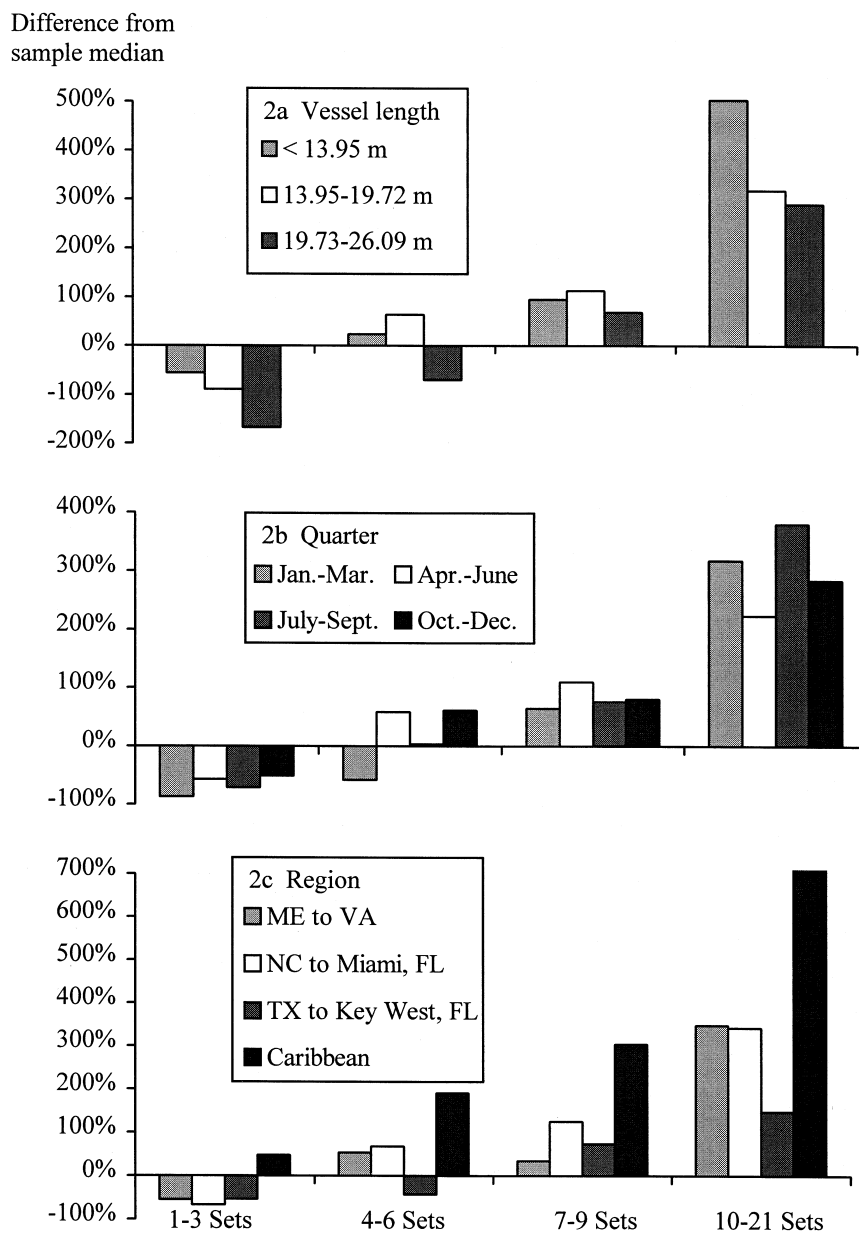 Difference from
sample median
2a Vessel length
< 13.95 m
13.95-19.72 m
19.73-26.09 m
500%
400%
300%
200%
100%
0%
-100%
-200%
2b Quarter
Jan.-Mar. Apr.-June
July-Sept. Oct.-Dec.
400%
300%
200%
100%
0%
-100%
2c Region
ME to VA
NC to Miami, FL
TX to Key West, FL
Caribbean
700%
600%
500%
400%
300%
200%
100%
0%
-100%
1-3 Sets 4-6 Sets 7-9 Sets 10-21 Sets